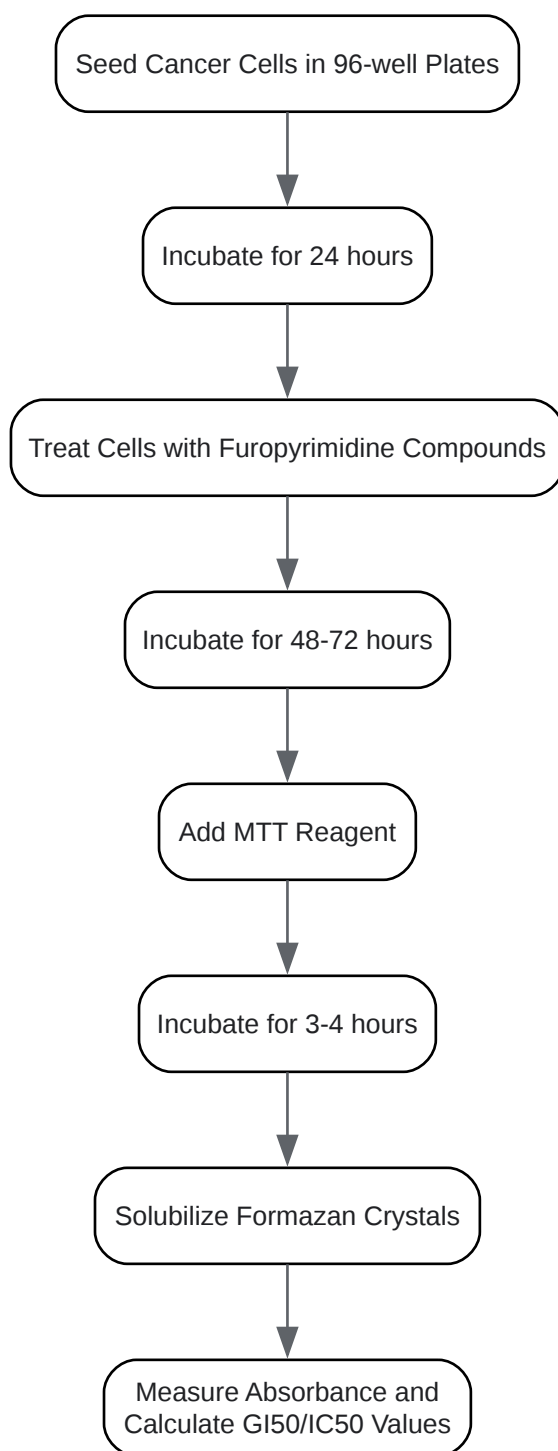 Seed Cancer Cells in 96-well Plates
Incubate for 24 hours
Treat Cells with Furopyrimidine Compounds
Incubate for 48-72 hours
Add MTT Reagent
Incubate for 3-4 hours
Solubilize Formazan Crystals
Measure Absorbance and
Calculate GI50/IC50 Values